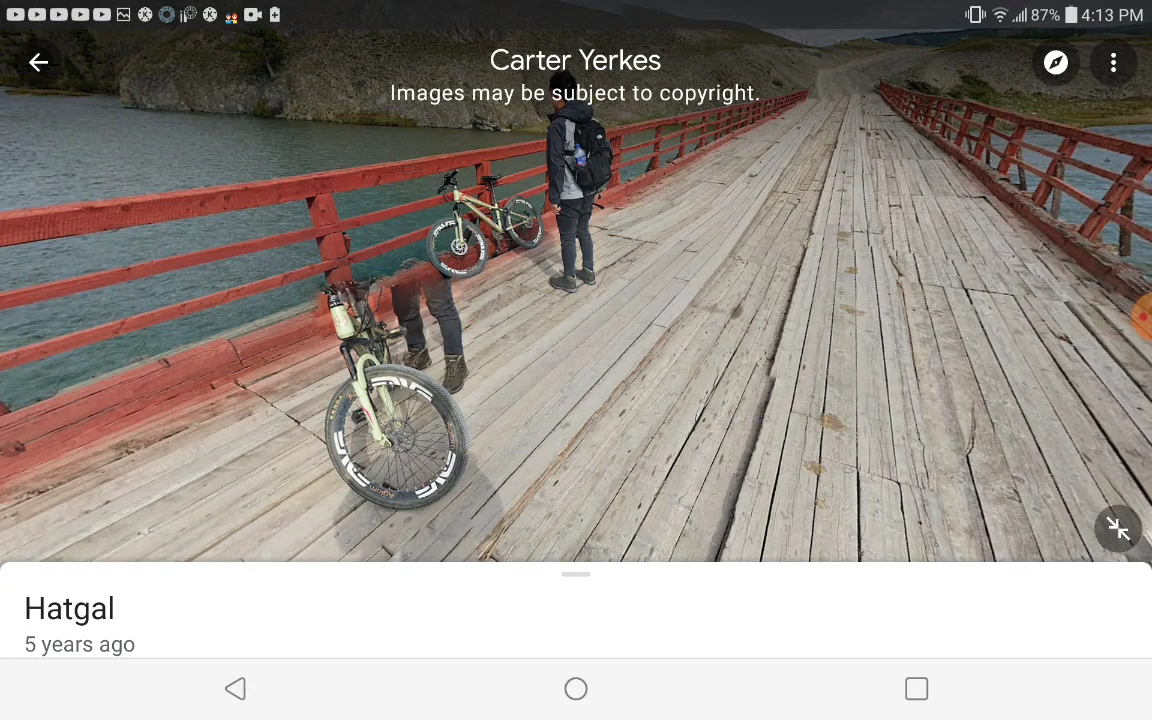 87% 4:13 PM
Carter Yerkes
Images may be subject to copyright.
Hatgal
5 years ago